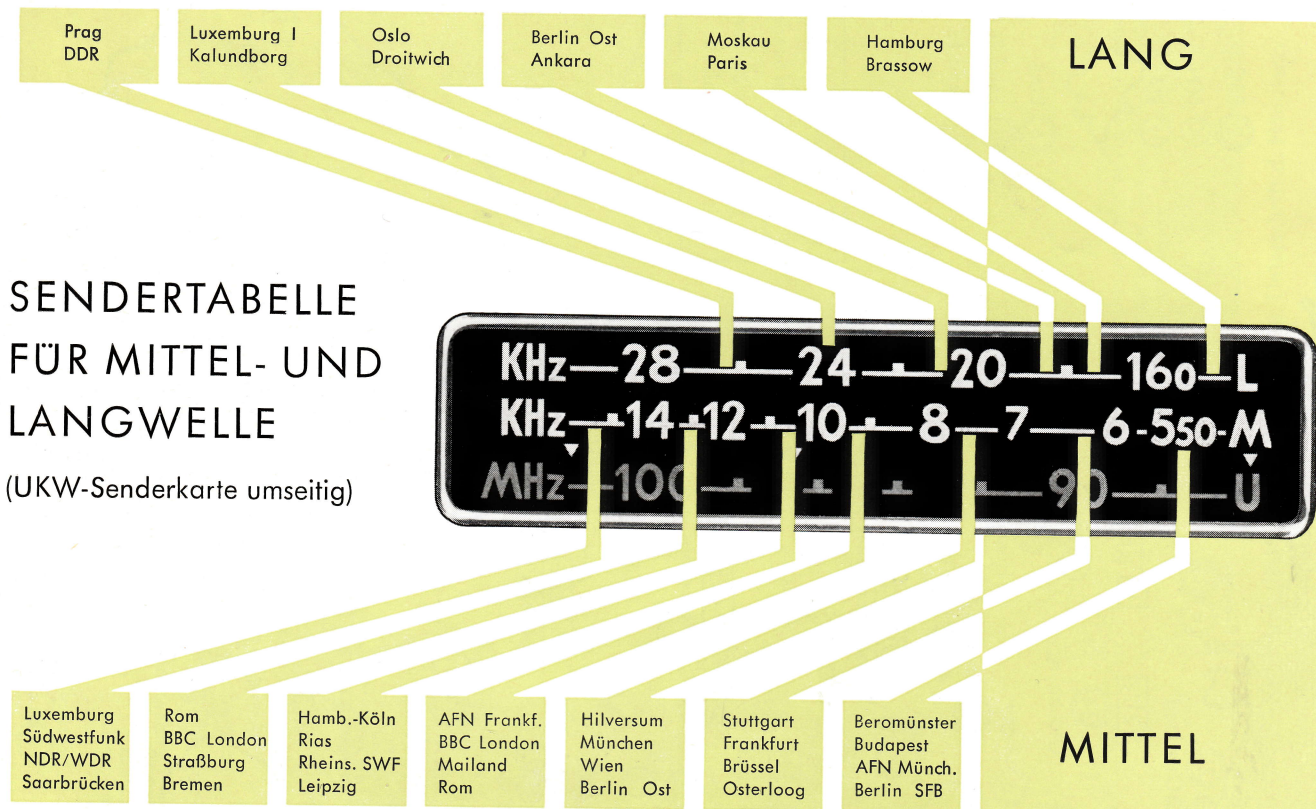 Prag
DDR
Luxemburg I
Kalundborg
Oslo
Droitwich
Berlin Ost
Ankara
Moskau
Paris
Hamburg
Brassow
LANG
SENDERTABELLE
FÜR MITTEL- UND
LANGWELLE
(UKW-Senderkarte umseitig)
KHz 28 24 20 160 L
KHz 14 12 10 8 7 6-550-M
MHz 100 90 U
Luxemburg
Südwestfunk
NDR/WDR
Saarbrücken
Rom
BBC London
Straßburg
Bremen
Hamb.-Köln
Rias
Rheins. SWF
Leipzig
AFN Frankf.
BBC London
Mailand
Rom
Hilversum
München
Wien
Berlin Ost
Stuttgart
Frankfurt
Brüssel
Osterloog
Beromünster
Budapest
AFN Münch.
Berlin SFB
MITTEL